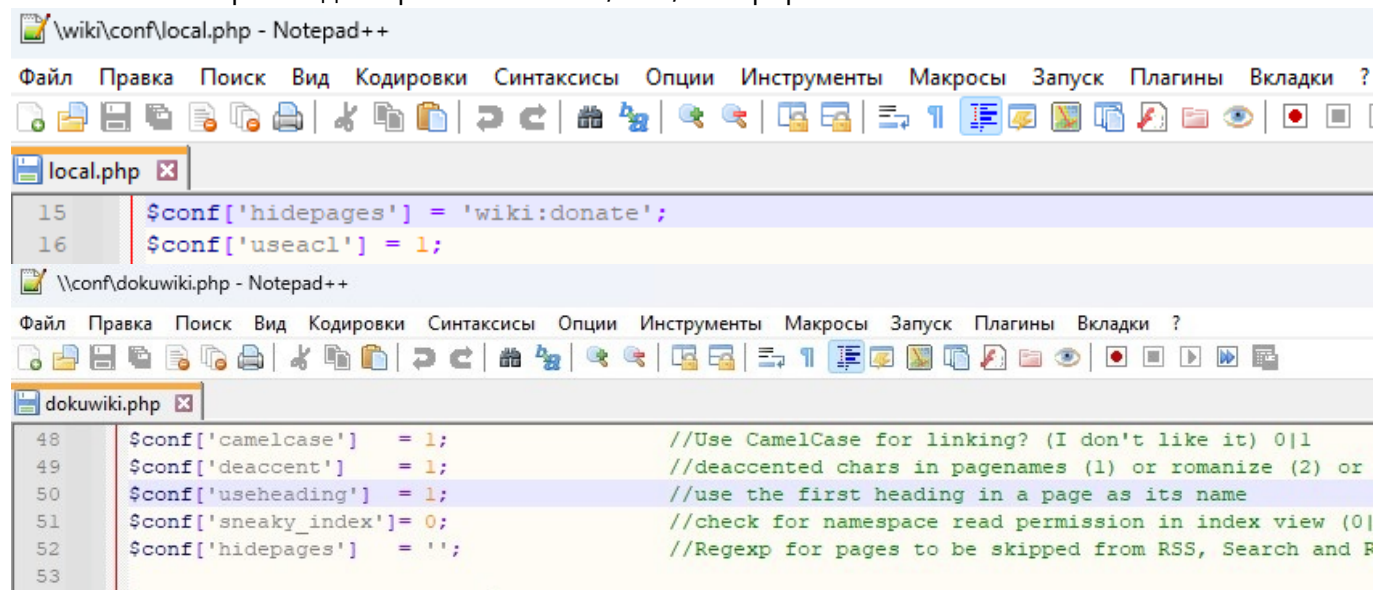 \wiki\conf\local.php - Notepad++
Файл Правка Поиск Вид Кодировки Синтаксисы Опции Инструменты Макросы Запуск Плагины Вкладки ?
local.php
15 $conf['hidepages'] = 'wiki:donate';
16 $conf['useacl'] = 1;
\\conf\dokuwiki.php - Notepad++
Файл Правка Поиск Вид Кодировки Синтаксисы Опции Инструменты Макросы Запуск Плагины Вкладки ?
dokuwiki.php
48 $conf['camelcase'] = 1; //Use CamelCase for linking? (I don't like it) 0|1
49 $conf['deaccent'] = 1; //deaccented chars in pagenames (1) or romanize (2) or
50 $conf['useheading'] = 1; //use the first heading in a page as its name
51 $conf['sneaky_index']= 0; //check for namespace read permission in index view (0|
52 $conf['hidepages'] = ''; //Regexp for pages to be skipped from RSS, Search and
53